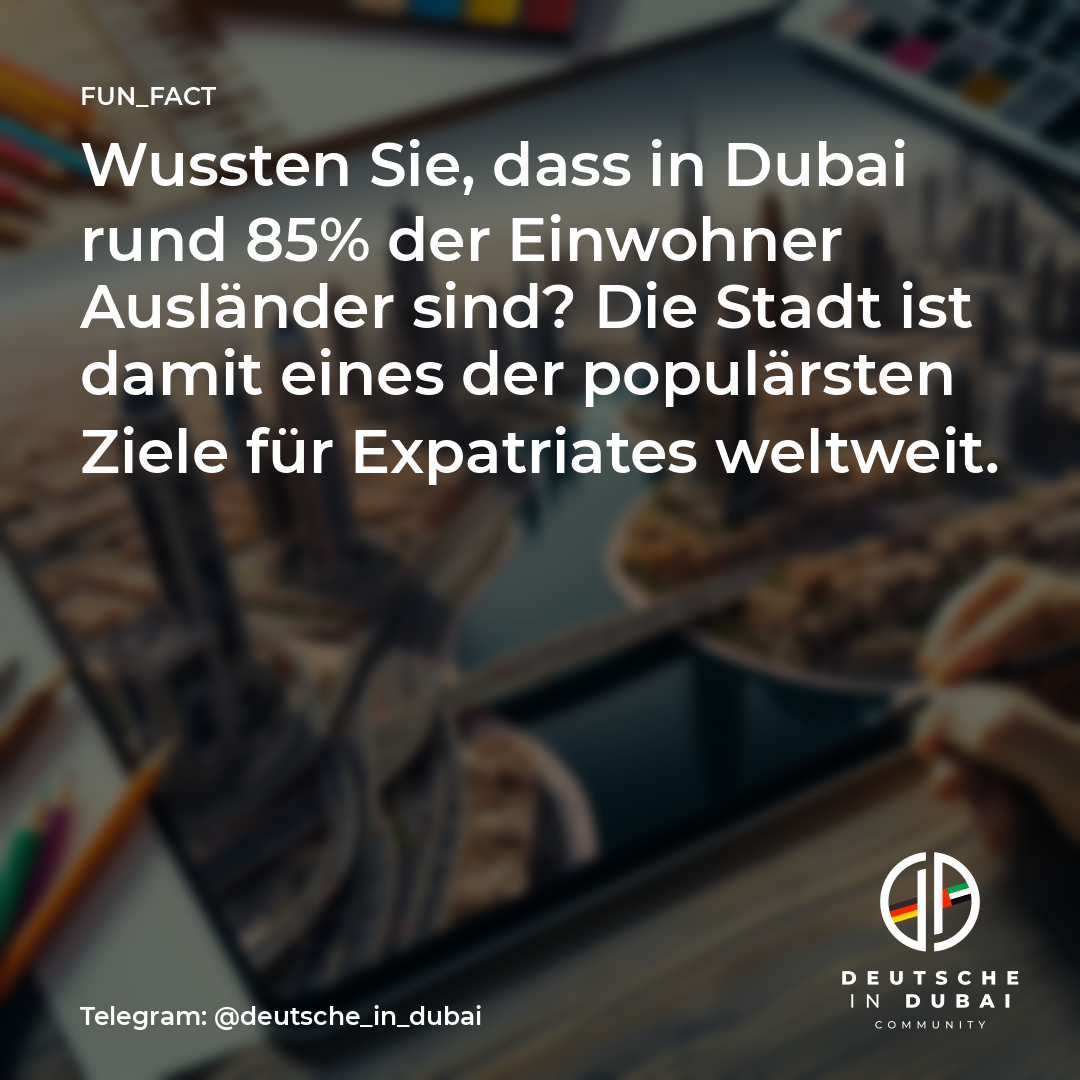 FUN_FACT
Wussten Sie, dass in Dubai
rund 85% der Einwohner
Ausländer sind? Die Stadt ist
damit eines der populärsten
Ziele für Expatriates weltweit.
DEUTSCHE
IN DUBAI
COMMUNITY
Telegram: @deutsche_in_dubai